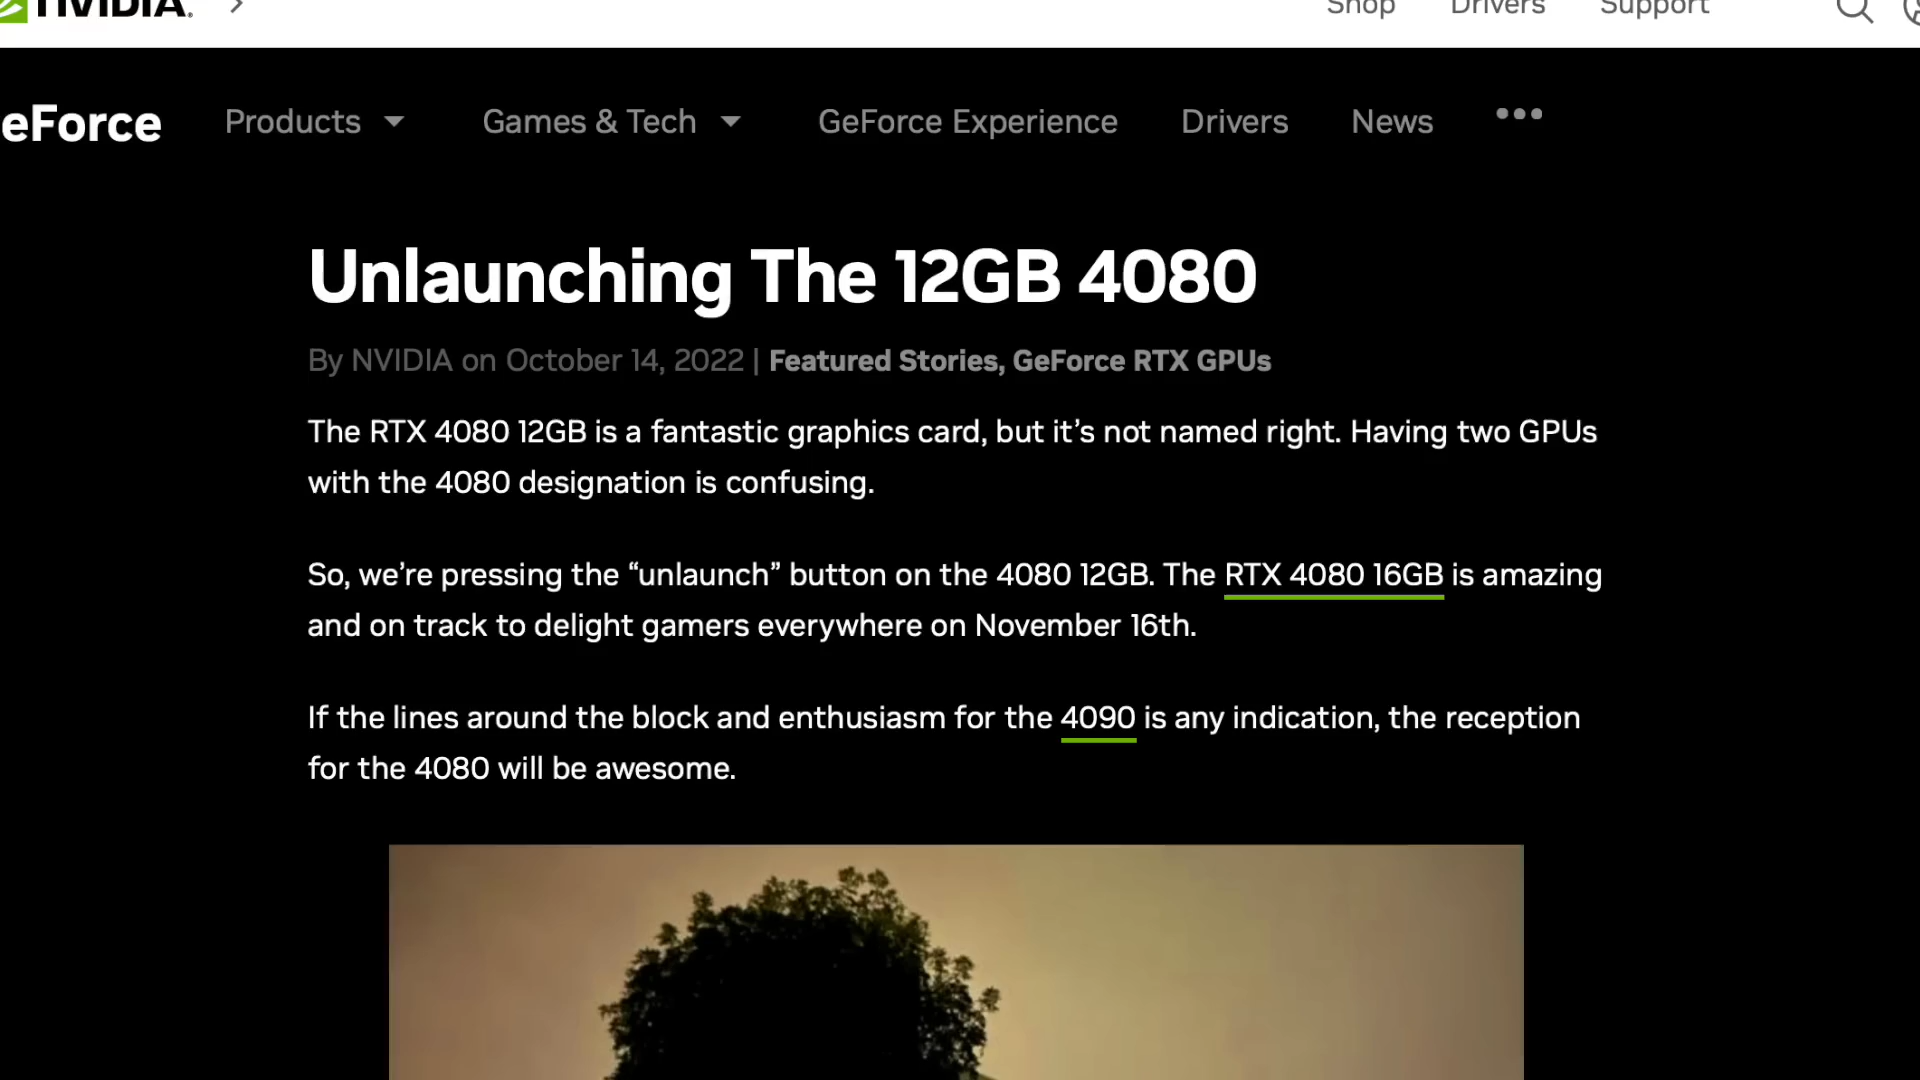 NVIDIA.
Shop Drivers Support
eForce Products Games & Tech GeForce Experience Drivers News
Unlaunching The 12GB 4080
By NVIDIA on October 14, 2022 | Featured Stories, GeForce RTX GPUs
The RTX 4080 12GB is a fantastic graphics card, but it’s not named right. Having two GPUs
with the 4080 designation is confusing.
So, we’re pressing the “unlaunch” button on the 4080 12GB. The RTX 4080 16GB is amazing
and on track to delight gamers everywhere on November 16th.
If the lines around the block and enthusiasm for the 4090 is any indication, the reception
for the 4080 will be awesome.